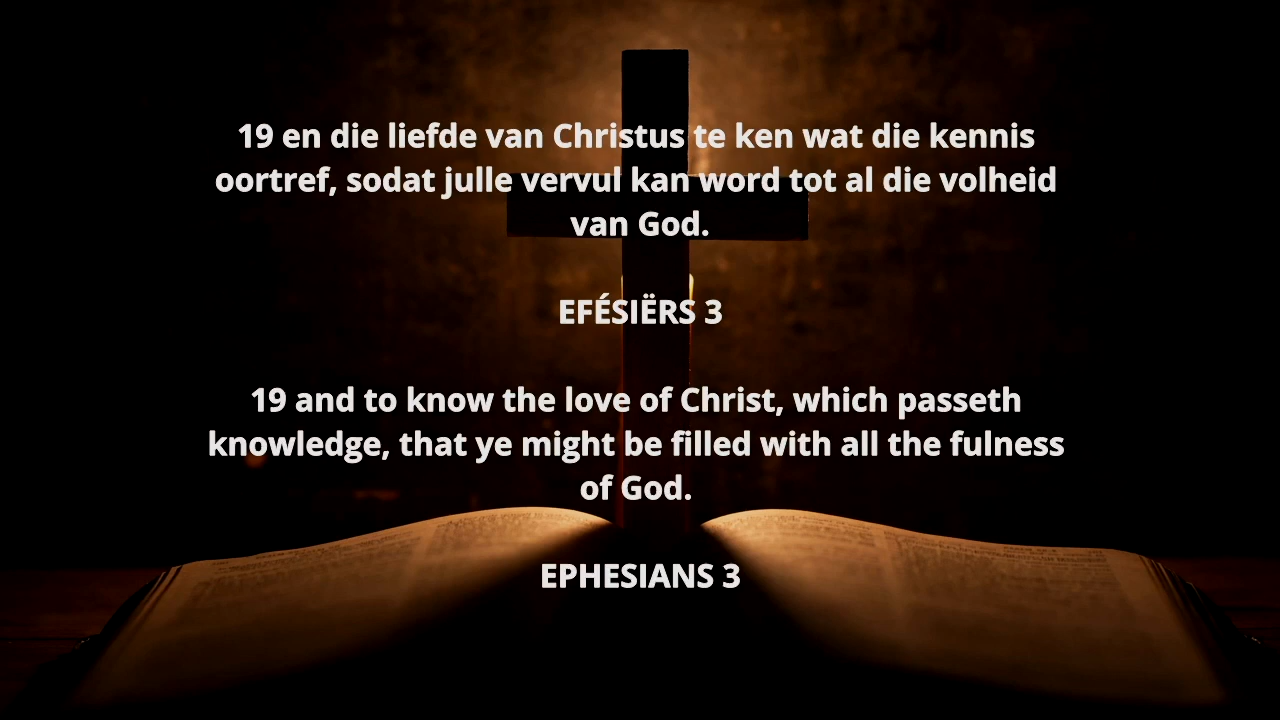 19 en die liefde van Christus te ken wat die kennis
oortref, sodat julle vervul kan word tot al die volheid
van God.
EFÉSIËRS 3
19 and to know the love of Christ, which passeth
knowledge, that ye might be filled with all the fulness
of God.
EPHESIANS 3